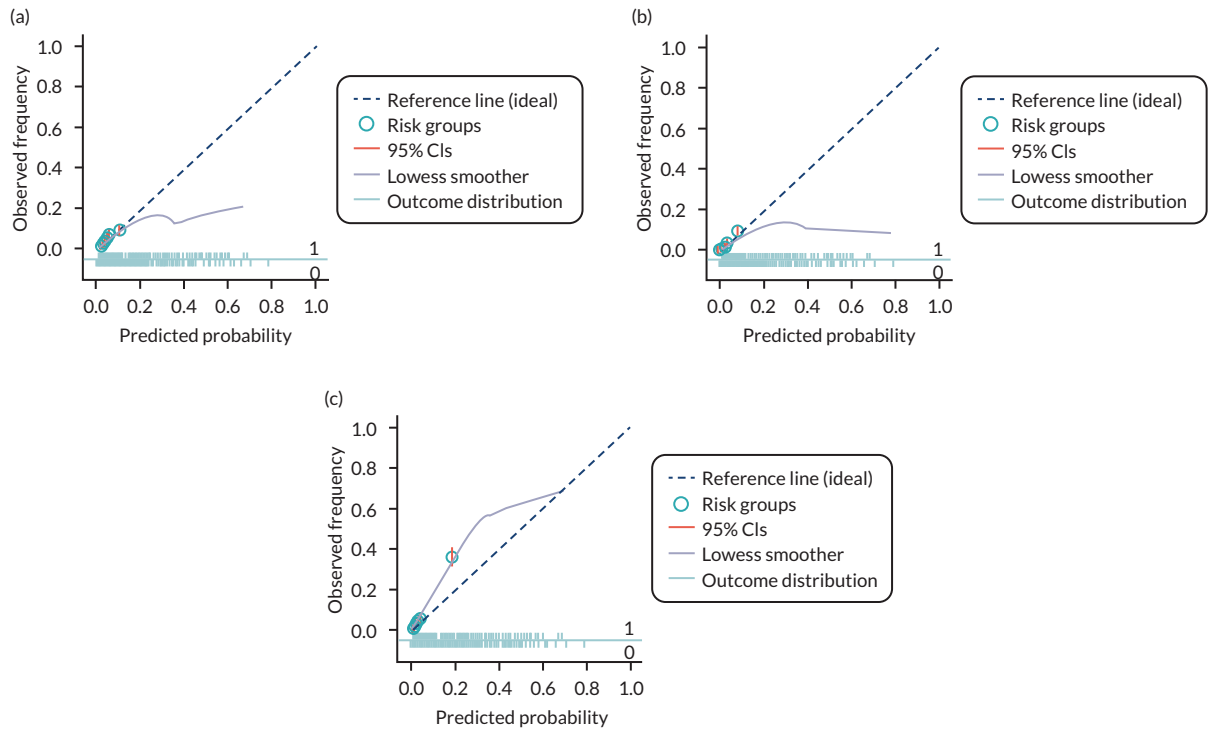 (a)
Observed frequency
1.0
0.8
0.6
0.4
0.2
0.0
1
0
0.0 0.2 0.4 0.6 0.8 1.0
Predicted probability
Reference line (ideal)
Risk groups
95% CIs
Lowess smoother
Outcome distribution
(b)
Observed frequency
1.0
0.8
0.6
0.4
0.2
0.0
1
0
0.0 0.2 0.4 0.6 0.8 1.0
Predicted probability
Reference line (ideal)
Risk groups
95% CIs
Lowess smoother
Outcome distribution
(c)
Observed frequency
1.0
0.8
0.6
0.4
0.2
0.0
1
0
0.0 0.2 0.4 0.6 0.8 1.0
Predicted probability
Reference line (ideal)
Risk groups
95% CIs
Lowess smoother
Outcome distribution